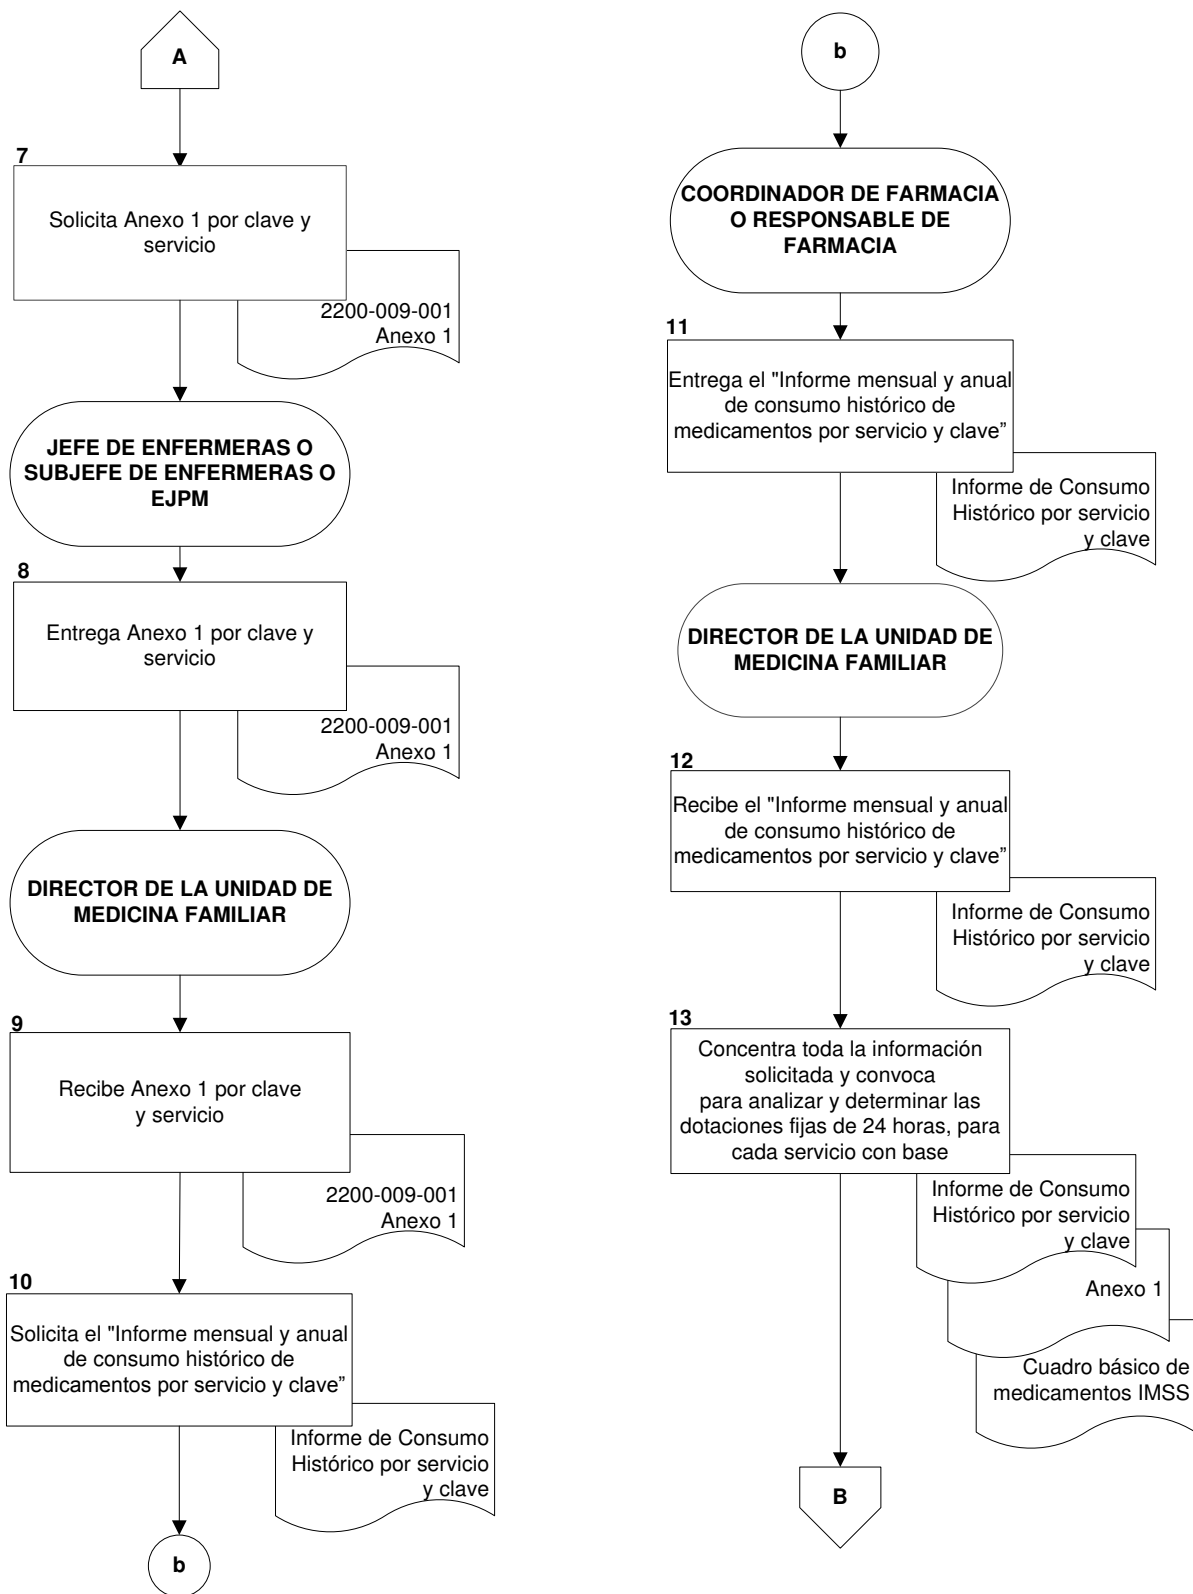 A
7
Solicita Anexo 1 por clave y
servicio
2200-009-001
Anexo 1
JEFE DE ENFERMERAS O
SUBJEFE DE ENFERMERAS O
EJPM
8
Entrega Anexo 1 por clave y
servicio
2200-009-001
Anexo 1
DIRECTOR DE LA UNIDAD DE
MEDICINA FAMILIAR
9
Recibe Anexo 1 por clave
y servicio
2200-009-001
Anexo 1
10
Solicita el "Informe mensual y anual
de consumo histórico de
medicamentos por servicio y clave”
Informe de Consumo
Histórico por servicio
y clave
b
b
COORDINADOR DE FARMACIA
O RESPONSABLE DE
FARMACIA
11
Entrega el "Informe mensual y anual
de consumo histórico de
medicamentos por servicio y clave”
Informe de Consumo
Histórico por servicio
y clave
DIRECTOR DE LA UNIDAD DE
MEDICINA FAMILIAR
12
Recibe el "Informe mensual y anual
de consumo histórico de
medicamentos por servicio y clave”
Informe de Consumo
Histórico por servicio
y clave
13
Concentra toda la información
solicitada y convoca
para analizar y determinar las
dotaciones fijas de 24 horas, para
cada servicio con base
Informe de Consumo
Histórico por servicio
y clave
Anexo 1
Cuadro básico de
medicamentos IMSS
B